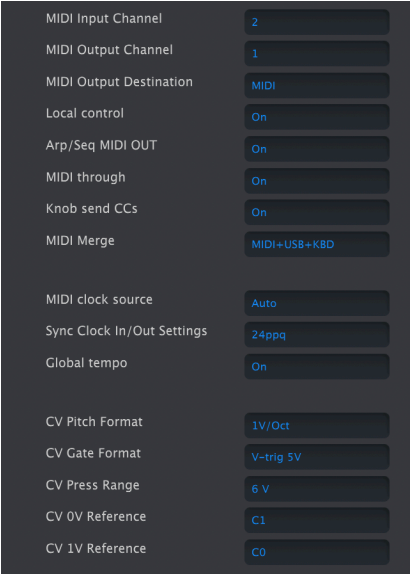 MIDI Input Channel 2
MIDI Output Channel 1
MIDI Output Destination MIDI
Local control On
Arp/Seq MIDI OUT On
MIDI through On
Knob send CCs On
MIDI Merge MIDI+USB+KBD
MIDI clock source Auto
Sync Clock In/Out Settings 24ppq
Global tempo On
CV Pitch Format 1V/Oct
CV Gate Format V-trig 5V
CV Press Range 6 V
CV 0V Reference C1
CV 1V Reference C0